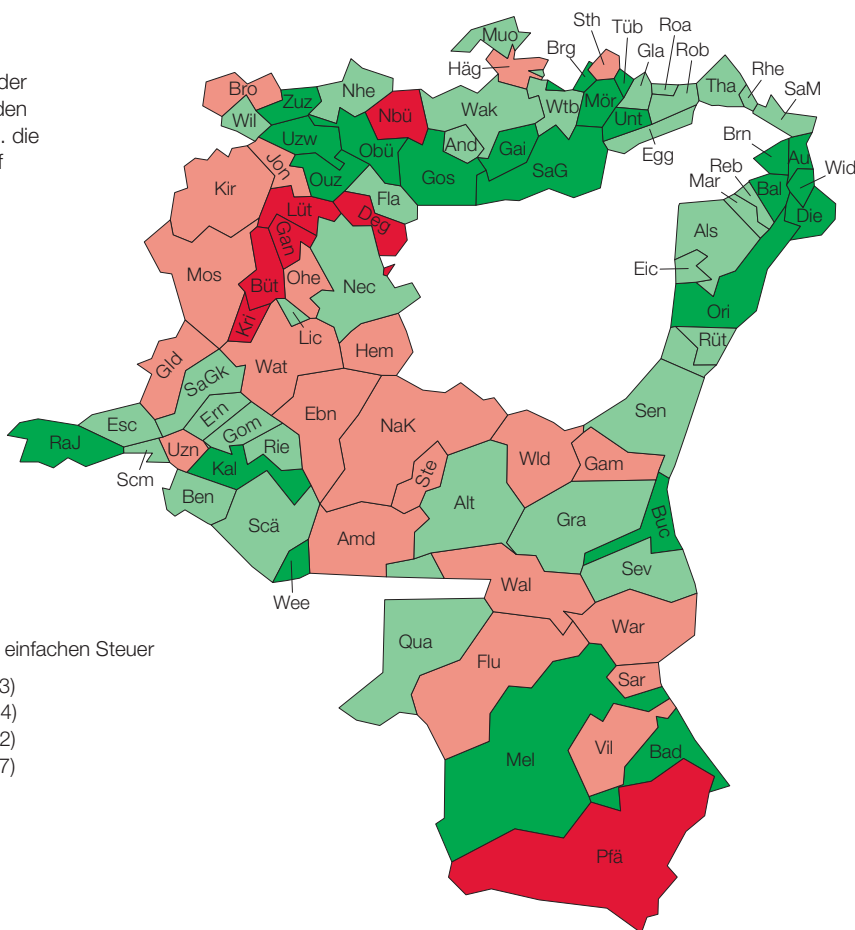 der
den
. die
f
Muo
Häg
Sth
Brg
Tüb
Gla
Roa
Rob
Tha
Rhe
SaM
Bro
Wil
Zuz
Nhe
Nbü
Wak
Wtb
Mör
Unt
Egg
Uzw
Obü
And
Gai
SaG
Gos
Brn
Au
Wid
Bal
Die
Reb
Mar
Jon
Ouz
Fla
Kir
Lüt
Deg
Gan
Als
Eic
Mos
Büt
Ohe
Nec
Kri
Lic
Ori
Rüt
Gld
Wat
Hem
SaGk
Ern
Ebn
NaK
Sen
Esc
Gom
RaJ
Uzn
Rie
Kal
Scm
Ste
Wld
Gam
Ben
Scä
Alt
Gra
Buc
Amd
Wee
Sev
Wal
Qua
War
Flu
Sar
einfachen Steuer
3)
4)
2)
7)
Mel
Vil
Bad
Pfä